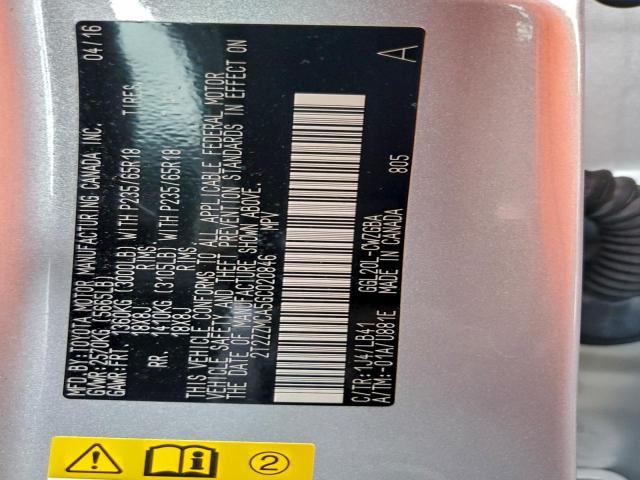 MFD.BY:TOYOTA MOTOR MANUFACTURING CANADA INC. 04/16
GVWR:2570KG (5665LB)
GAWR:FRT 1360KG (3000LB) WITH P235/65R18 TIRES
18X8J RIMS
RR. 1410KG (3105LB) WITH P235/65R18
18X8J RIMS
THIS VEHICLE CONFORMS TO ALL APPLICABLE FEDERAL MOTOR
VEHICLE SAFETY AND THEFT PREVENTION STANDARDS IN EFFECT ON
THE DATE OF MANUFACTURE SHOWN ABOVE.
2T2ZZMCA5GC020846 MPV
A
805
C/TR:1J4/LB41 GGL20L-CWZGBA
A/TM:-01A/U881E MADE IN CANADA
2